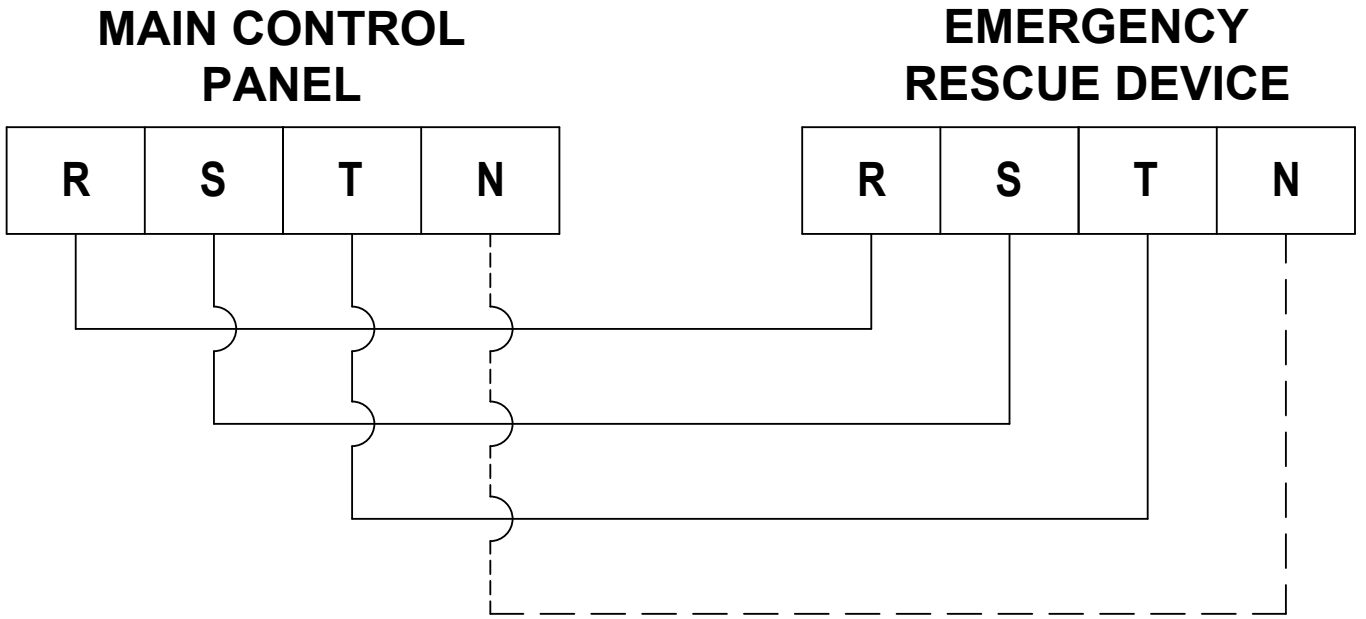 MAIN CONTROL
PANEL
EMERGENCY
RESCUE DEVICE
R S T N
R S T N